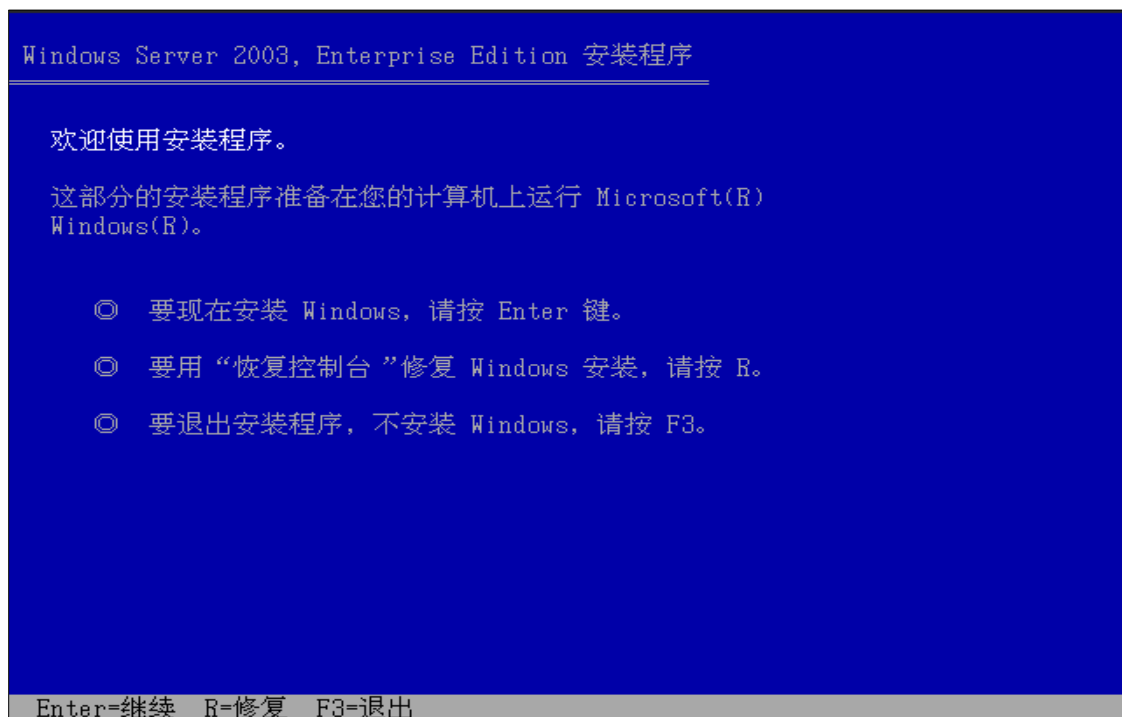 Windows Server 2003, Enterprise Edition 安装程序
欢迎使用安装程序。
这部分的安装程序准备在您的计算机上运行 Microsoft(R)
Windows(R)。
◎ 要现在安装 Windows，请按 Enter 键。
◎ 要用“恢复控制台”修复 Windows 安装，请按 R。
◎ 要退出安装程序，不安装 Windows，请按 F3。
Enter=继续 R=修复 F3=退出